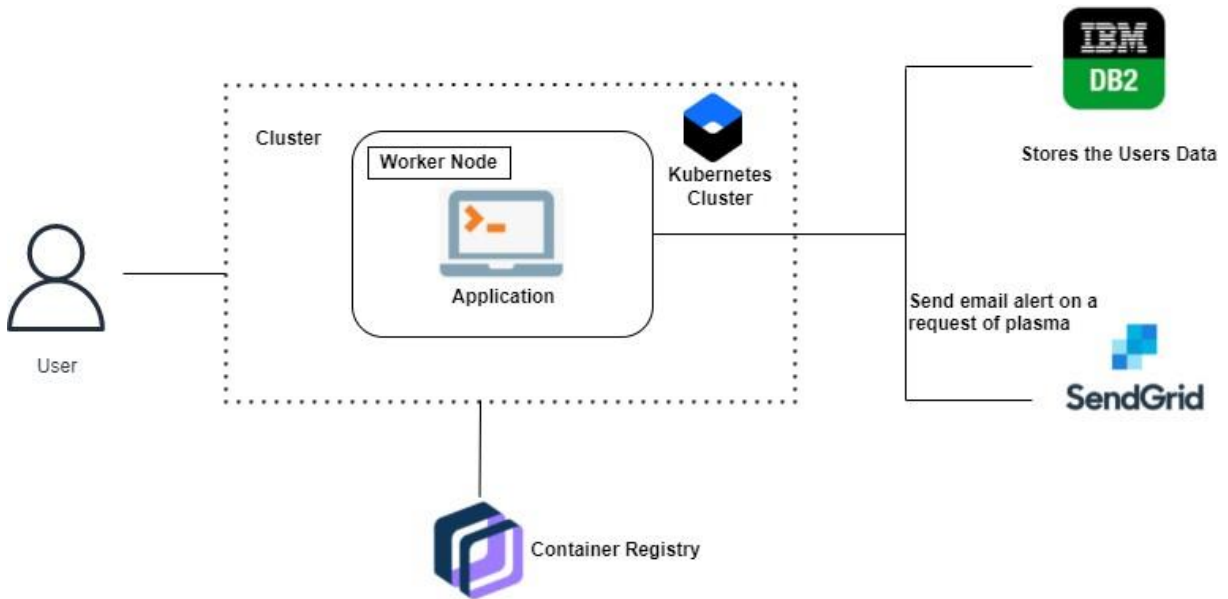 IBM
DB2
Stores the Users Data
Cluster
Worker Node
Kubernetes
Cluster
Application
User
Send email alert on a
request of plasma
SendGrid
Container Registry